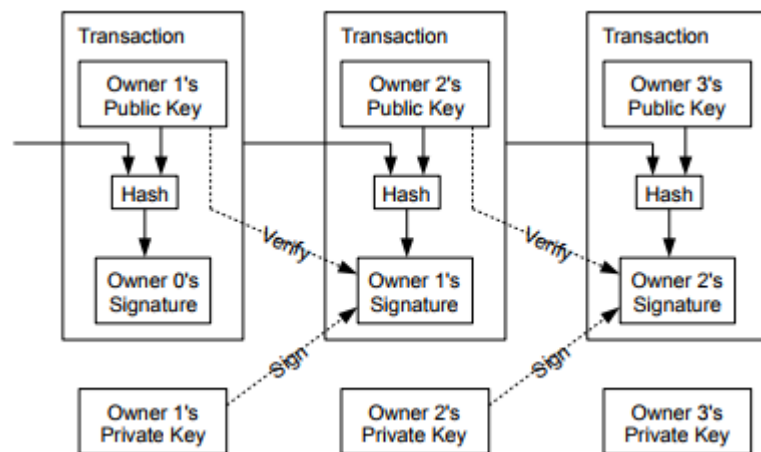 Transaction
Owner 1's
Public Key
Hash
Owner 0's
Signature
Verify
Transaction
Owner 2's
Public Key
Hash
Owner 1's
Signature
Verify
Transaction
Owner 3's
Public Key
Hash
Owner 2's
Signature
Sign
Sign
Owner 1's
Private Key
Owner 2's
Private Key
Owner 3's
Private Key